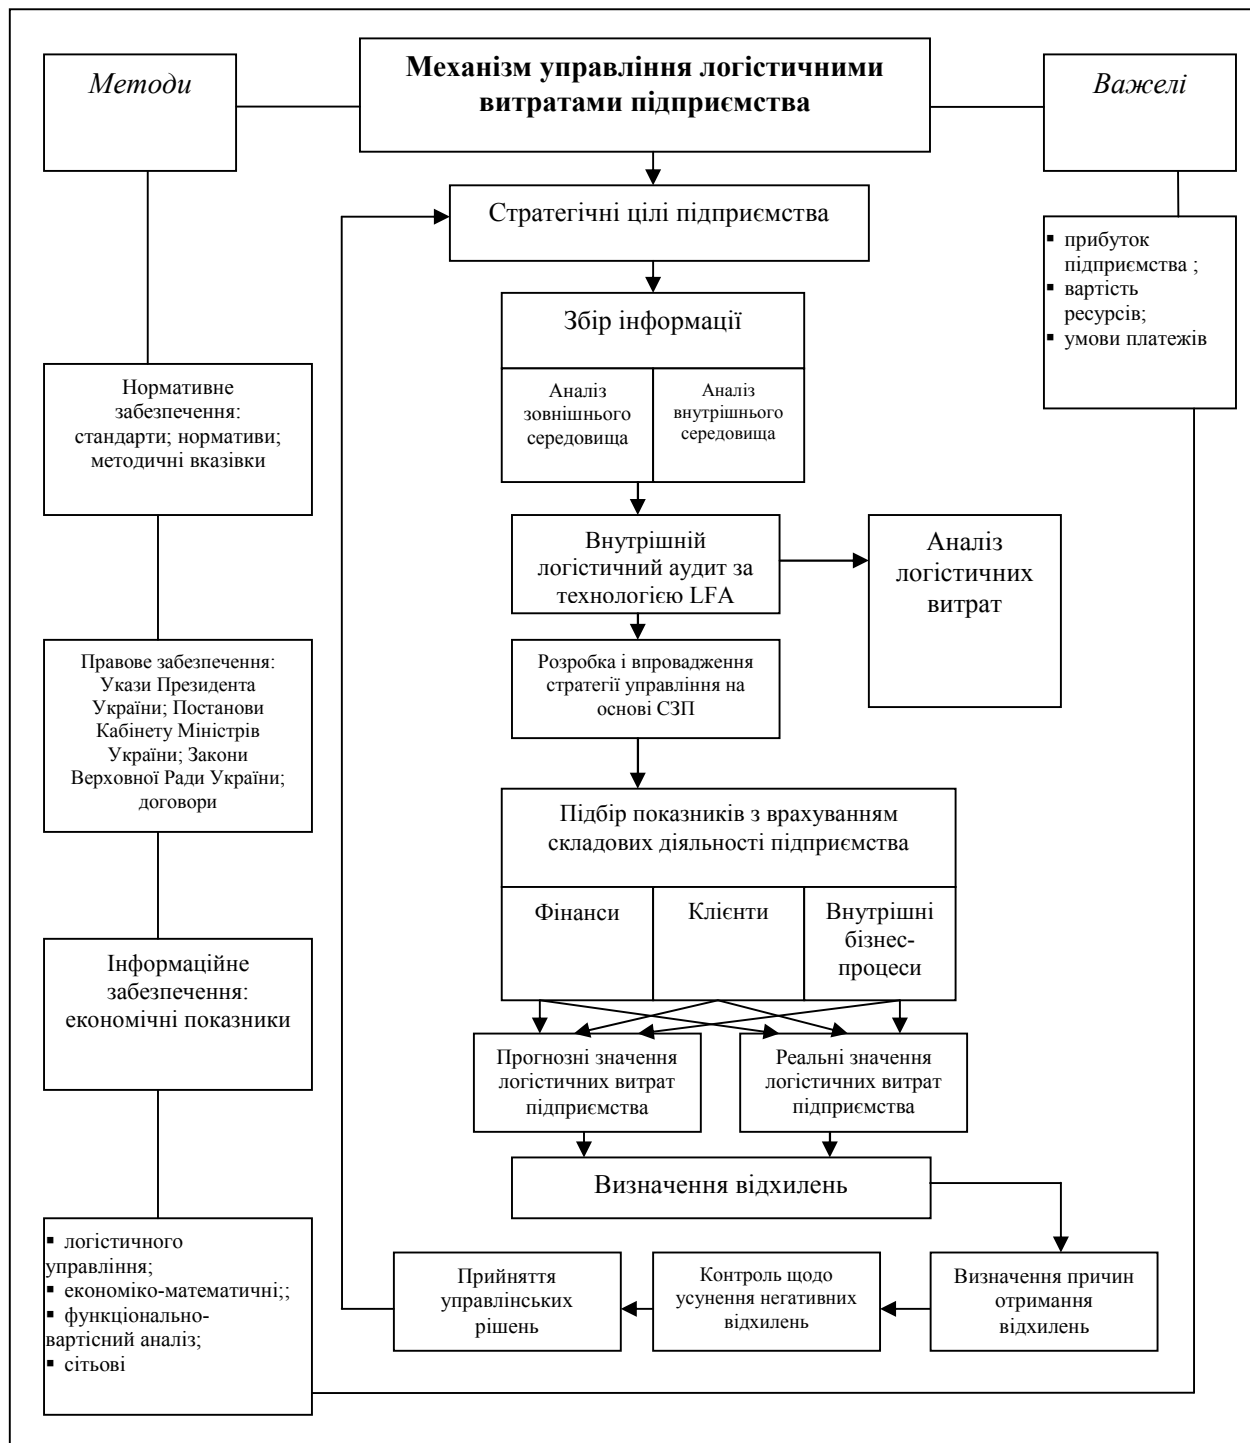 Методи
Механізм управління логістичними
витратами підприємства
Важелі
Стратегічні цілі підприємства
▪ прибуток
підприємства ;
▪ вартість
ресурсів;
▪ умови платежів
Збір інформації
Аналіз
зовнішнього
середовища
Аналіз
внутрішнього
середовища
Нормативне
забезпечення:
стандарти; нормативи;
методичні вказівки
Внутрішній
логістичний аудит за
технологією LFA
Аналіз
логістичних
витрат
Розробка і впровадження
стратегії управління на
основі СЗП
Правове забезпечення:
Укази Президента
України; Постанови
Кабінету Міністрів
України; Закони
Верховної Ради України;
договори
Підбір показників з врахуванням
складових діяльності підприємства
Фінанси
Клієнти
Внутрішні
бізнес-
процеси
Інформаційне
забезпечення:
економічні показники
Прогнозні значення
логістичних витрат
підприємства
Реальні значення
логістичних витрат
підприємства
Визначення відхилень
▪ логістичного
управління;
▪ економіко-математичні;;
▪ функціонально-
вартісний аналіз;
▪ сітьові
Прийняття
управлінських
рішень
Контроль щодо
усунення негативних
відхилень
Визначення причин
отримання
відхилень